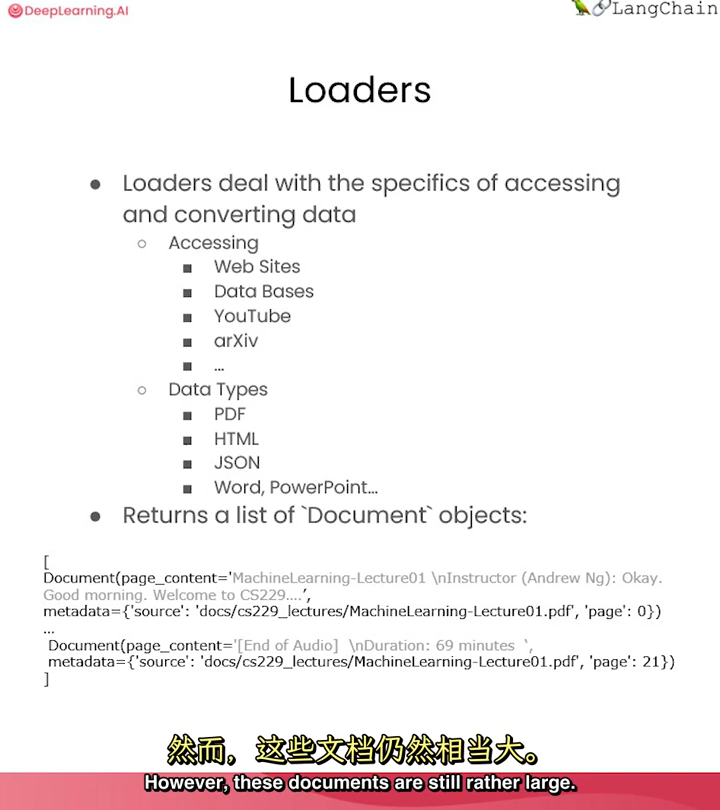 DeepLearning.AI
LangChain
Loaders
● Loaders deal with the specifics of accessing
and converting data
○ Accessing
■ Web Sites
■ Data Bases
■ YouTube
■ arXiv
■ ...
○ Data Types
■ PDF
■ HTML
■ JSON
■ Word, PowerPoint...
● Returns a list of `Document` objects:
[
Document(page_content='MachineLearning-Lecture01 \nInstructor (Andrew Ng): Okay.
Good morning. Welcome to CS229....',
metadata={'source': 'docs/cs229_lectures/MachineLearning-Lecture01.pdf', 'page': 0})
...
Document(page_content='[End of Audio] \nDuration: 69 minutes ',
metadata={'source': 'docs/cs229_lectures/MachineLearning-Lecture01.pdf', 'page': 21})
]
然而，这些文档仍然相当大。
However, these documents are still rather large.